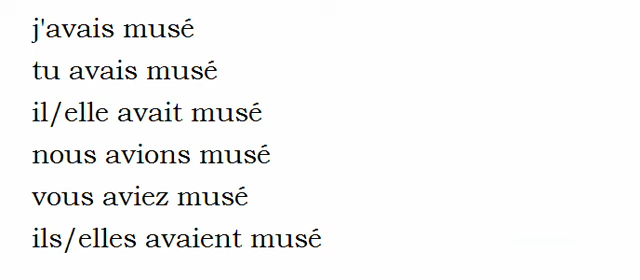 j'avais musé
tu avais musé
il/elle avait musé
nous avions musé
vous aviez musé
ils/elles avaient musé